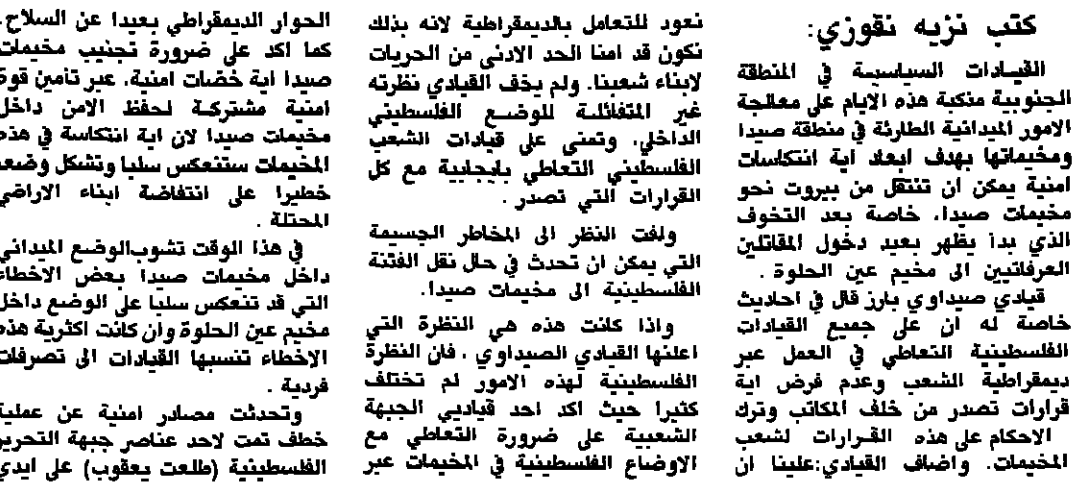 كتب نزيه نقوزي:
القيادات السياسية في المنطقة
الجنوبية منكبة هذه الايام على معالجة
الامور الميدانية الطارئة في منطقة صيدا
ومخيماتها بهدف ابعاد اية انتكاسات
امنية يمكن ان تنتقل من بيروت نحو
مخيمات صيدا، خاصة بعد التخوف
الذي بدأ يظهر بعيد دخول المقاتلين
العرفاتيين الى مخيم عين الحلوة .
قيادي صيداوي بارز قال في احاديث
خاصة له ان على جميع القيادات
الفلسطينية التعاطي في العمل عبر
ديمقراطية الشعب وعدم فرض اية
قرارات تصدر من خلف المكاتب وترك
الاحكام على هذه القرارات لشعب
المخيمات. واضاف القيادي:علينا ان
نعود للتعامل بالديمقراطية لانه بذلك
نكون قد امنا الحد الادنى من الحريات
لابناء شعبنا. ولم يخف القيادي نظرته
غير المتفائلة للوضع الفلسطيني
الداخلي، وتمنى على قيادات الشعب
الفلسطيني التعاطي بايجابية مع كل
القرارات التي تصدر .
ولفت النظر الى المخاطر الجسيمة
التي يمكن ان تحدث في حال نقل الفتنة
الفلسطينية الى مخيمات صيدا.
واذا كانت هذه هي النظرة التي
اعلنها القيادي الصيداوي ، فان النظرة
الفلسطينية لهذه الامور لم تختلف
كثيرا حيث اكد احد قياديي الجبهة
الشعبية على ضرورة التعاطي مع
الاوضاع الفلسطينية في المخيمات عبر
الحوار الديمقراطي بعيدا عن السلاح.
كما اكد على ضرورة تجنيب مخيمات
صيدا اية خضات امنية، عبر تامين قوة
امنية مشتركة لحفظ الامن داخل
مخيمات صيدا لان اية انتكاسة في هذه
المخيمات ستنعكس سلبا وتشكل وضعا
خطيرا على انتفاضة ابناء الاراضي
المحتلة .
في هذا الوقت تشوب‌الوضع الميداني
داخل مخيمات صيدا بعض الاخطاء
التي قد تنعكس سلبا على الوضع داخل
مخيم عين الحلوة وان كانت اكثرية هذه
الاخطاء تنسبها القيادات الى تصرفات
فردية .
وتحدثت مصادر امنية عن عملية
خطف تمت لاحد عناصر جبهة التحرير
الفلسطينية (طلعت يعقوب) على ايدي